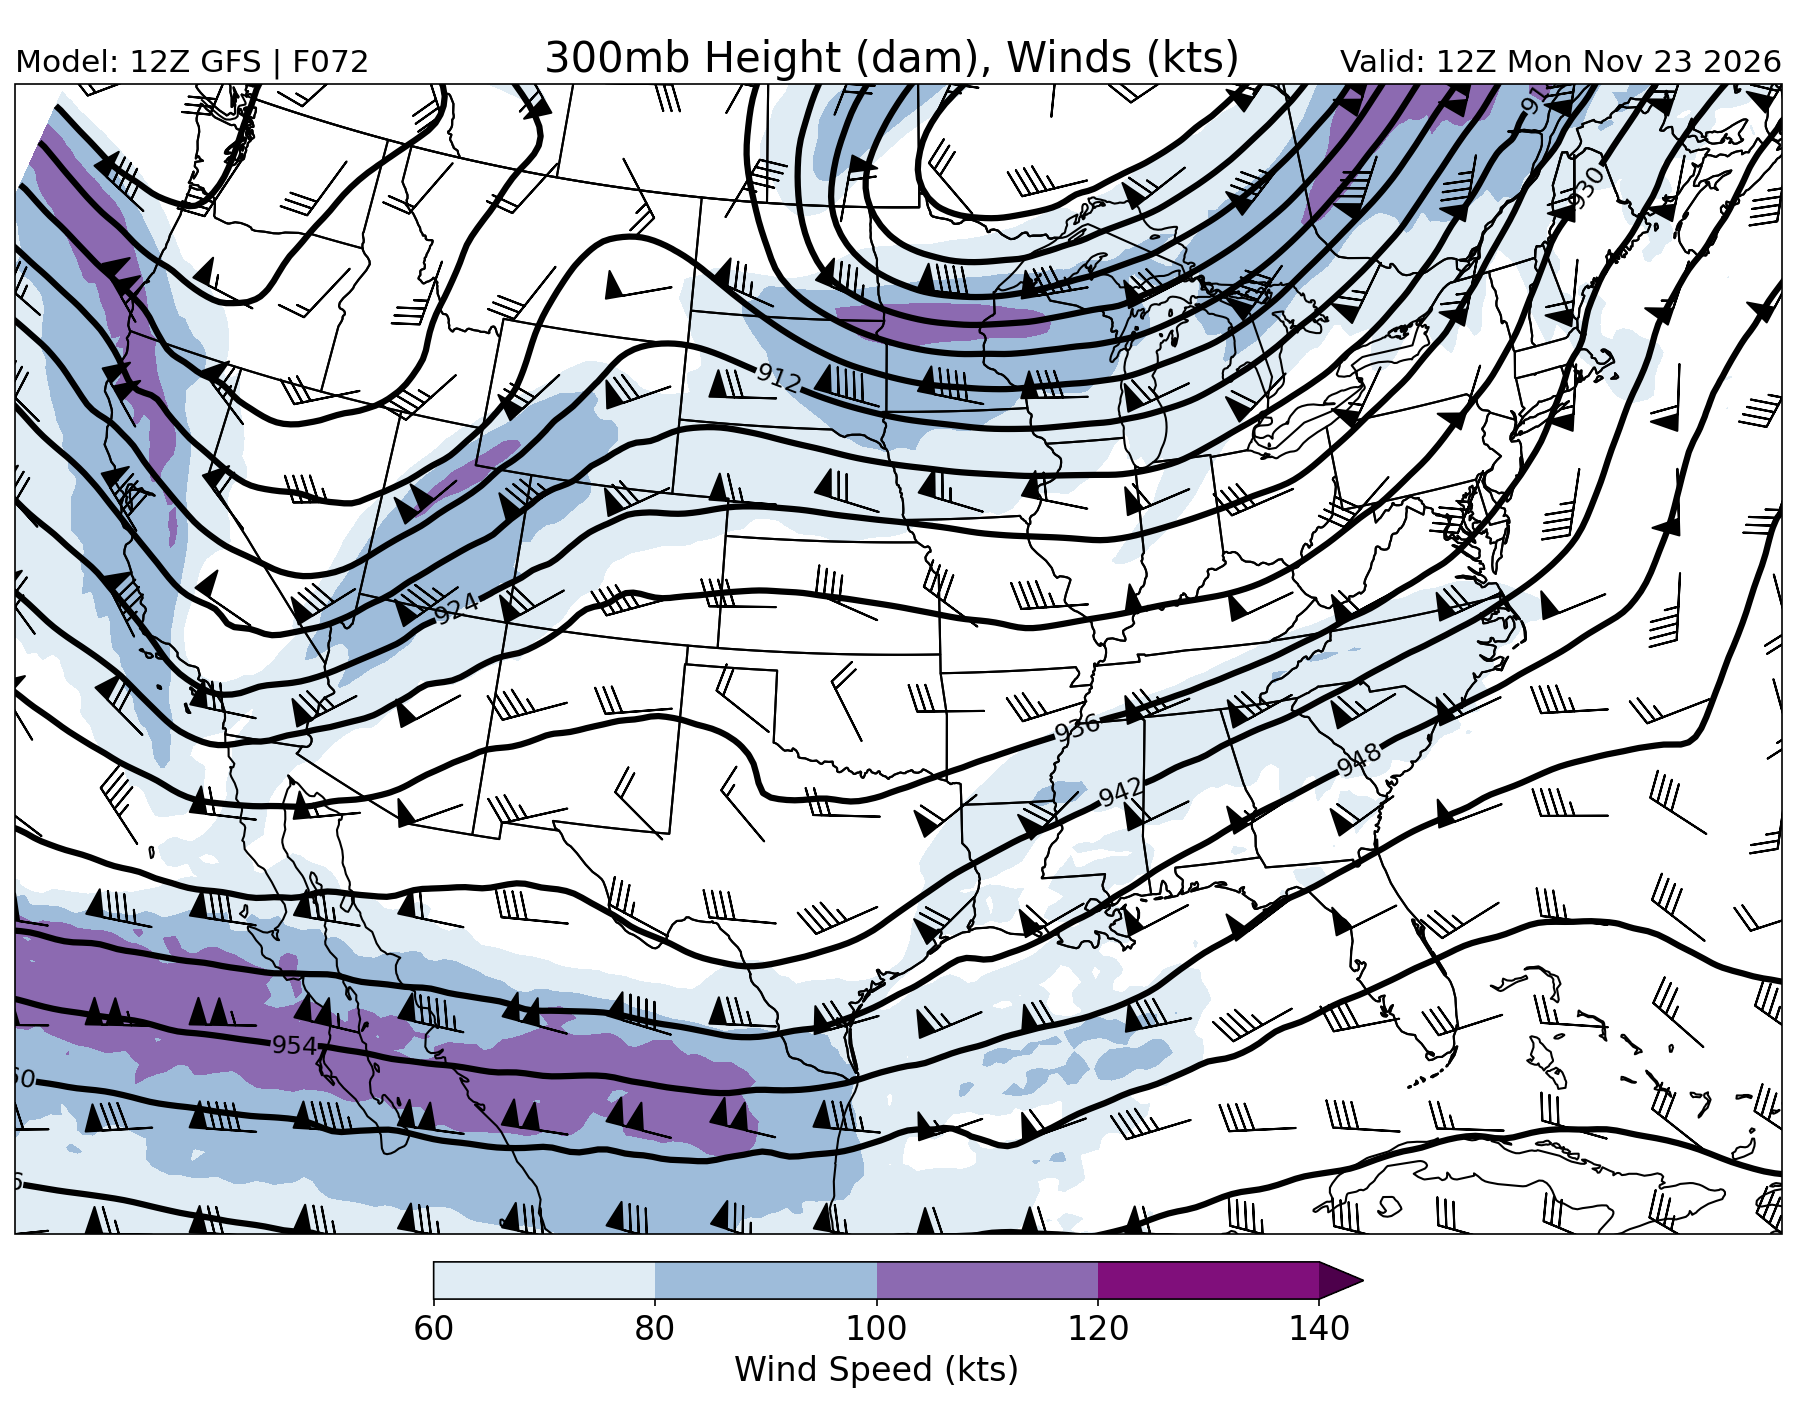 Model: 12Z GFS | F072
300mb Height (dam), Winds (kts)
Valid: 12Z Mon Nov 23 2026
930
912
924
936
942
948
954
60 80 100 120 140
Wind Speed (kts)